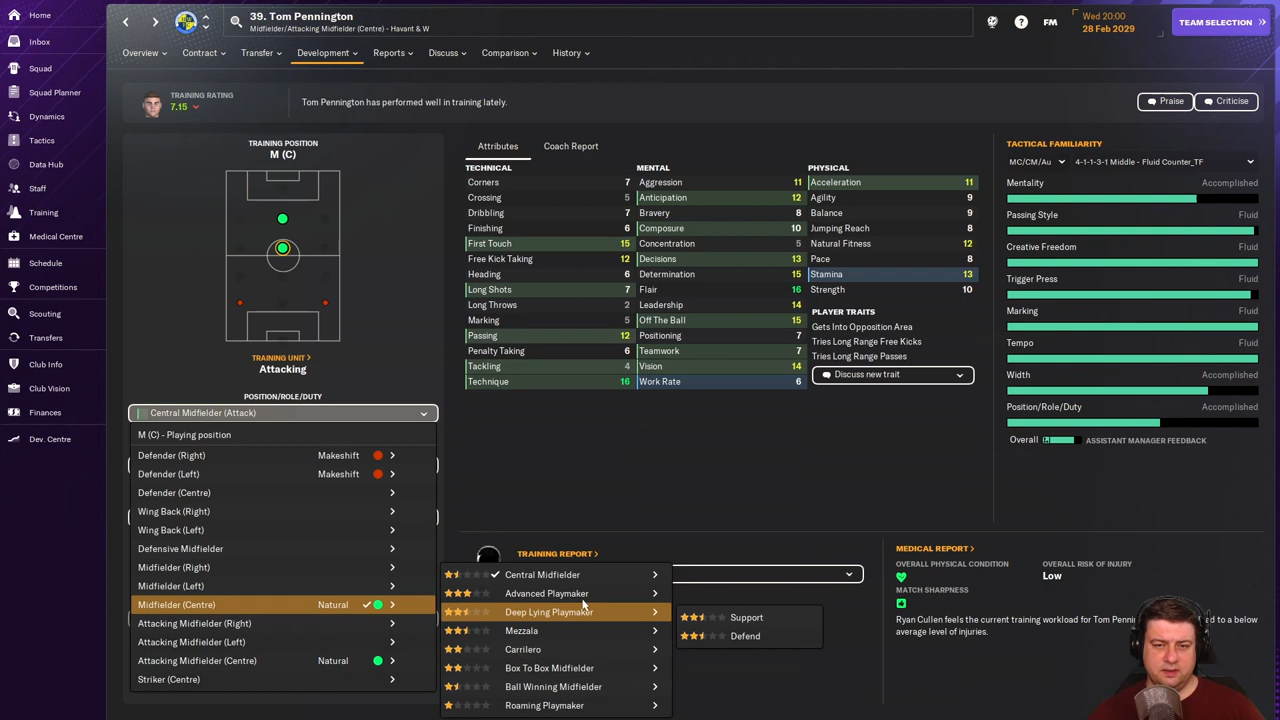 Home
Inbox
Squad
Squad Planner
Dynamics
Tactics
Data Hub
Staff
Training
Medical Centre
Schedule
Competitions
Scouting
Transfers
Club Info
Club Vision
Finances
Dev. Centre
39. Tom Pennington
Midfielder/Attacking Midfielder (Centre) - Havant & W
FM
Wed 20:00
28 Feb 2029
TEAM SELECTION
Overview
Contract
Transfer
Development
Reports
Discuss
Comparison
History
TRAINING RATING
7.15
Tom Pennington has performed well in training lately.
Praise
Criticise
TRAINING POSITION
M (C)
TRAINING UNIT
Attacking
POSITION/ROLE/DUTY
Central Midfielder (Attack)
M (C) - Playing position
Defender (Right) Makeshift
Defender (Left) Makeshift
Defender (Centre)
Wing Back (Right)
Wing Back (Left)
Defensive Midfielder
Midfielder (Right)
Midfielder (Left)
Midfielder (Centre) Natural
Attacking Midfielder (Right)
Attacking Midfielder (Left)
Attacking Midfielder (Centre) Natural
Striker (Centre)
Central Midfielder
Advanced Playmaker
Deep Lying Playmaker
Mezzala
Carrilero
Box To Box Midfielder
Ball Winning Midfielder
Roaming Playmaker
Support
Defend
Attributes
Coach Report
TECHNICAL
Corners 7
Crossing 5
Dribbling 7
Finishing 6
First Touch 15
Free Kick Taking 12
Heading 6
Long Shots 7
Long Throws 2
Marking 5
Passing 12
Penalty Taking 6
Tackling 4
Technique 16
MENTAL
Aggression 11
Anticipation 12
Bravery 8
Composure 10
Concentration 5
Decisions 13
Determination 15
Flair 16
Leadership 14
Off The Ball 15
Positioning 7
Teamwork 7
Vision 14
Work Rate 6
PHYSICAL
Acceleration 11
Agility 9
Balance 9
Jumping Reach 8
Natural Fitness 12
Pace 8
Stamina 13
Strength 10
PLAYER TRAITS
Gets Into Opposition Area
Tries Long Range Free Kicks
Tries Long Range Passes
Discuss new trait
TACTICAL FAMILIARITY
MC/CM/Au
4-1-1-3-1 Middle - Fluid Counter_TF
Mentality Accomplished
Passing Style Fluid
Creative Freedom Fluid
Trigger Press Fluid
Marking Fluid
Tempo Fluid
Width Accomplished
Position/Role/Duty Accomplished
Overall
ASSISTANT MANAGER FEEDBACK
TRAINING REPORT
MEDICAL REPORT
OVERALL PHYSICAL CONDITION
OVERALL RISK OF INJURY
Low
MATCH SHARPNESS
Ryan Cullen feels the current training workload for Tom Penn
average level of injuries.